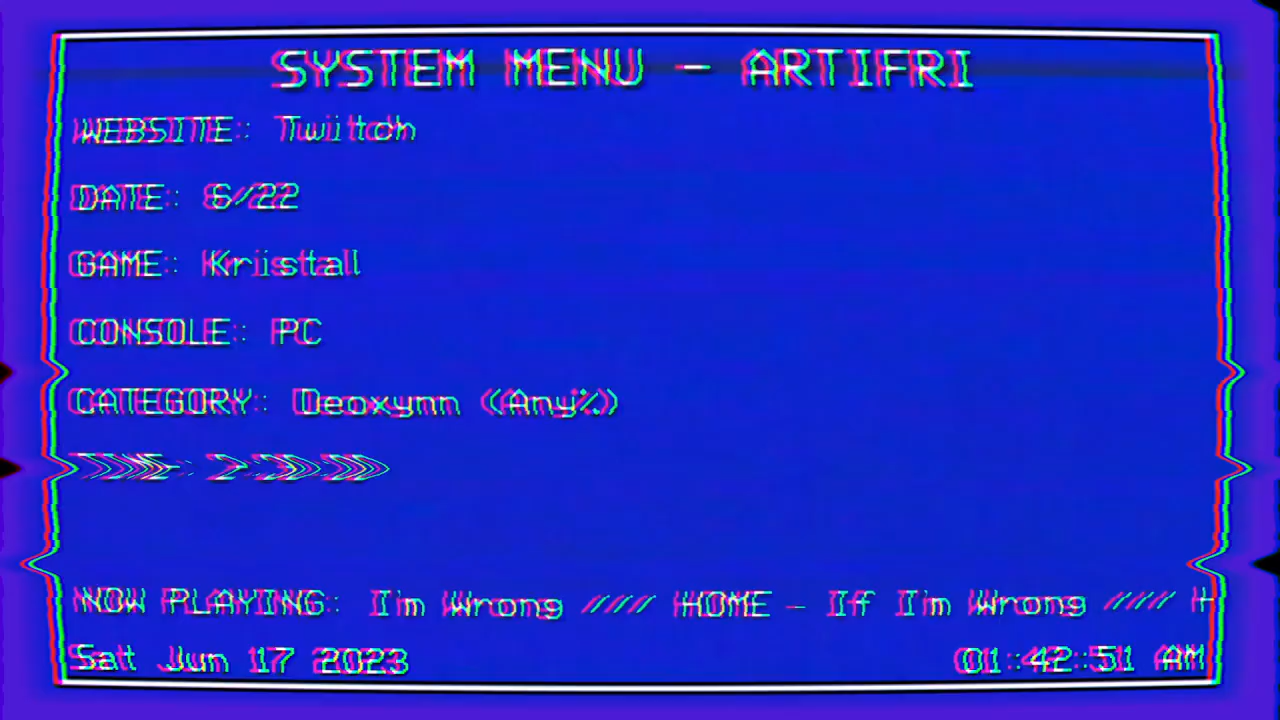 SYSTEM MENU - ARTIFRI
WEBSITE: Twitch
DATE: 6/22
GAME: Kristall
CONSOLE: PC
CATEGORY: Deoxynn (Any%)
NOW PLAYING: I'm Wrong //// HOME - If I'm Wrong //// H
Sat Jun 17 2023
01:42:51 AM